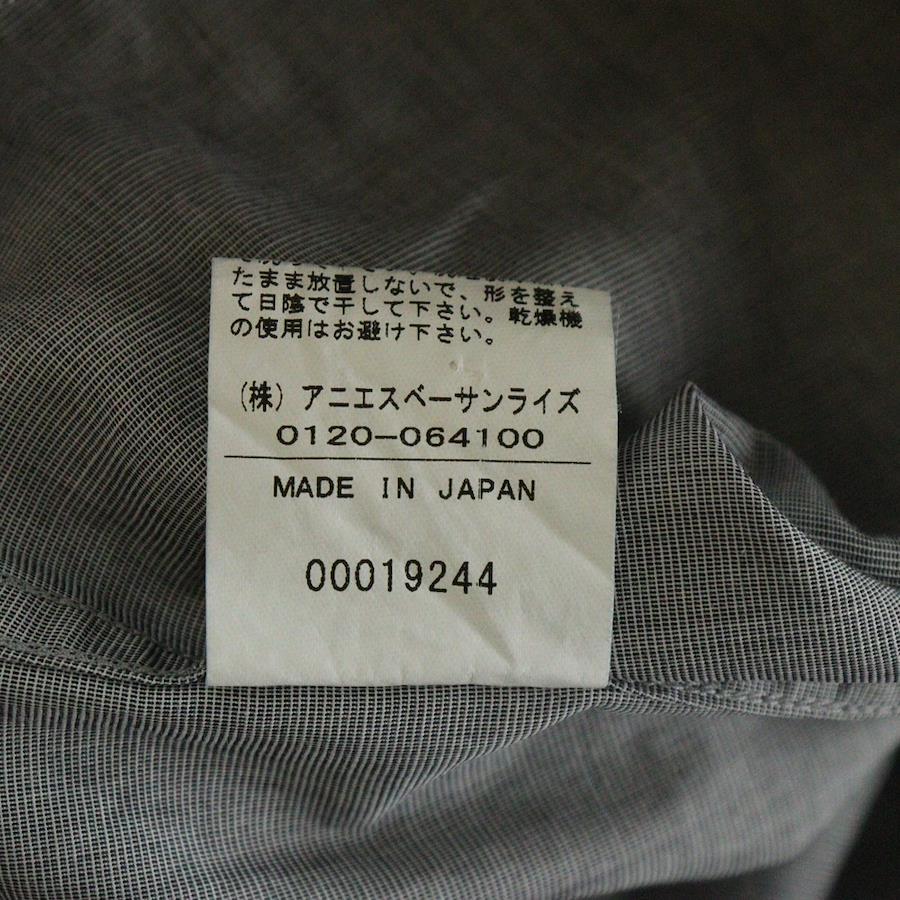 たまま放置しないで、形を整え
て日陰で干して下さい。乾燥機
の使用はお避け下さい。
(株) アニエスベーサンライズ
0120-064100
MADE IN JAPAN
00019244